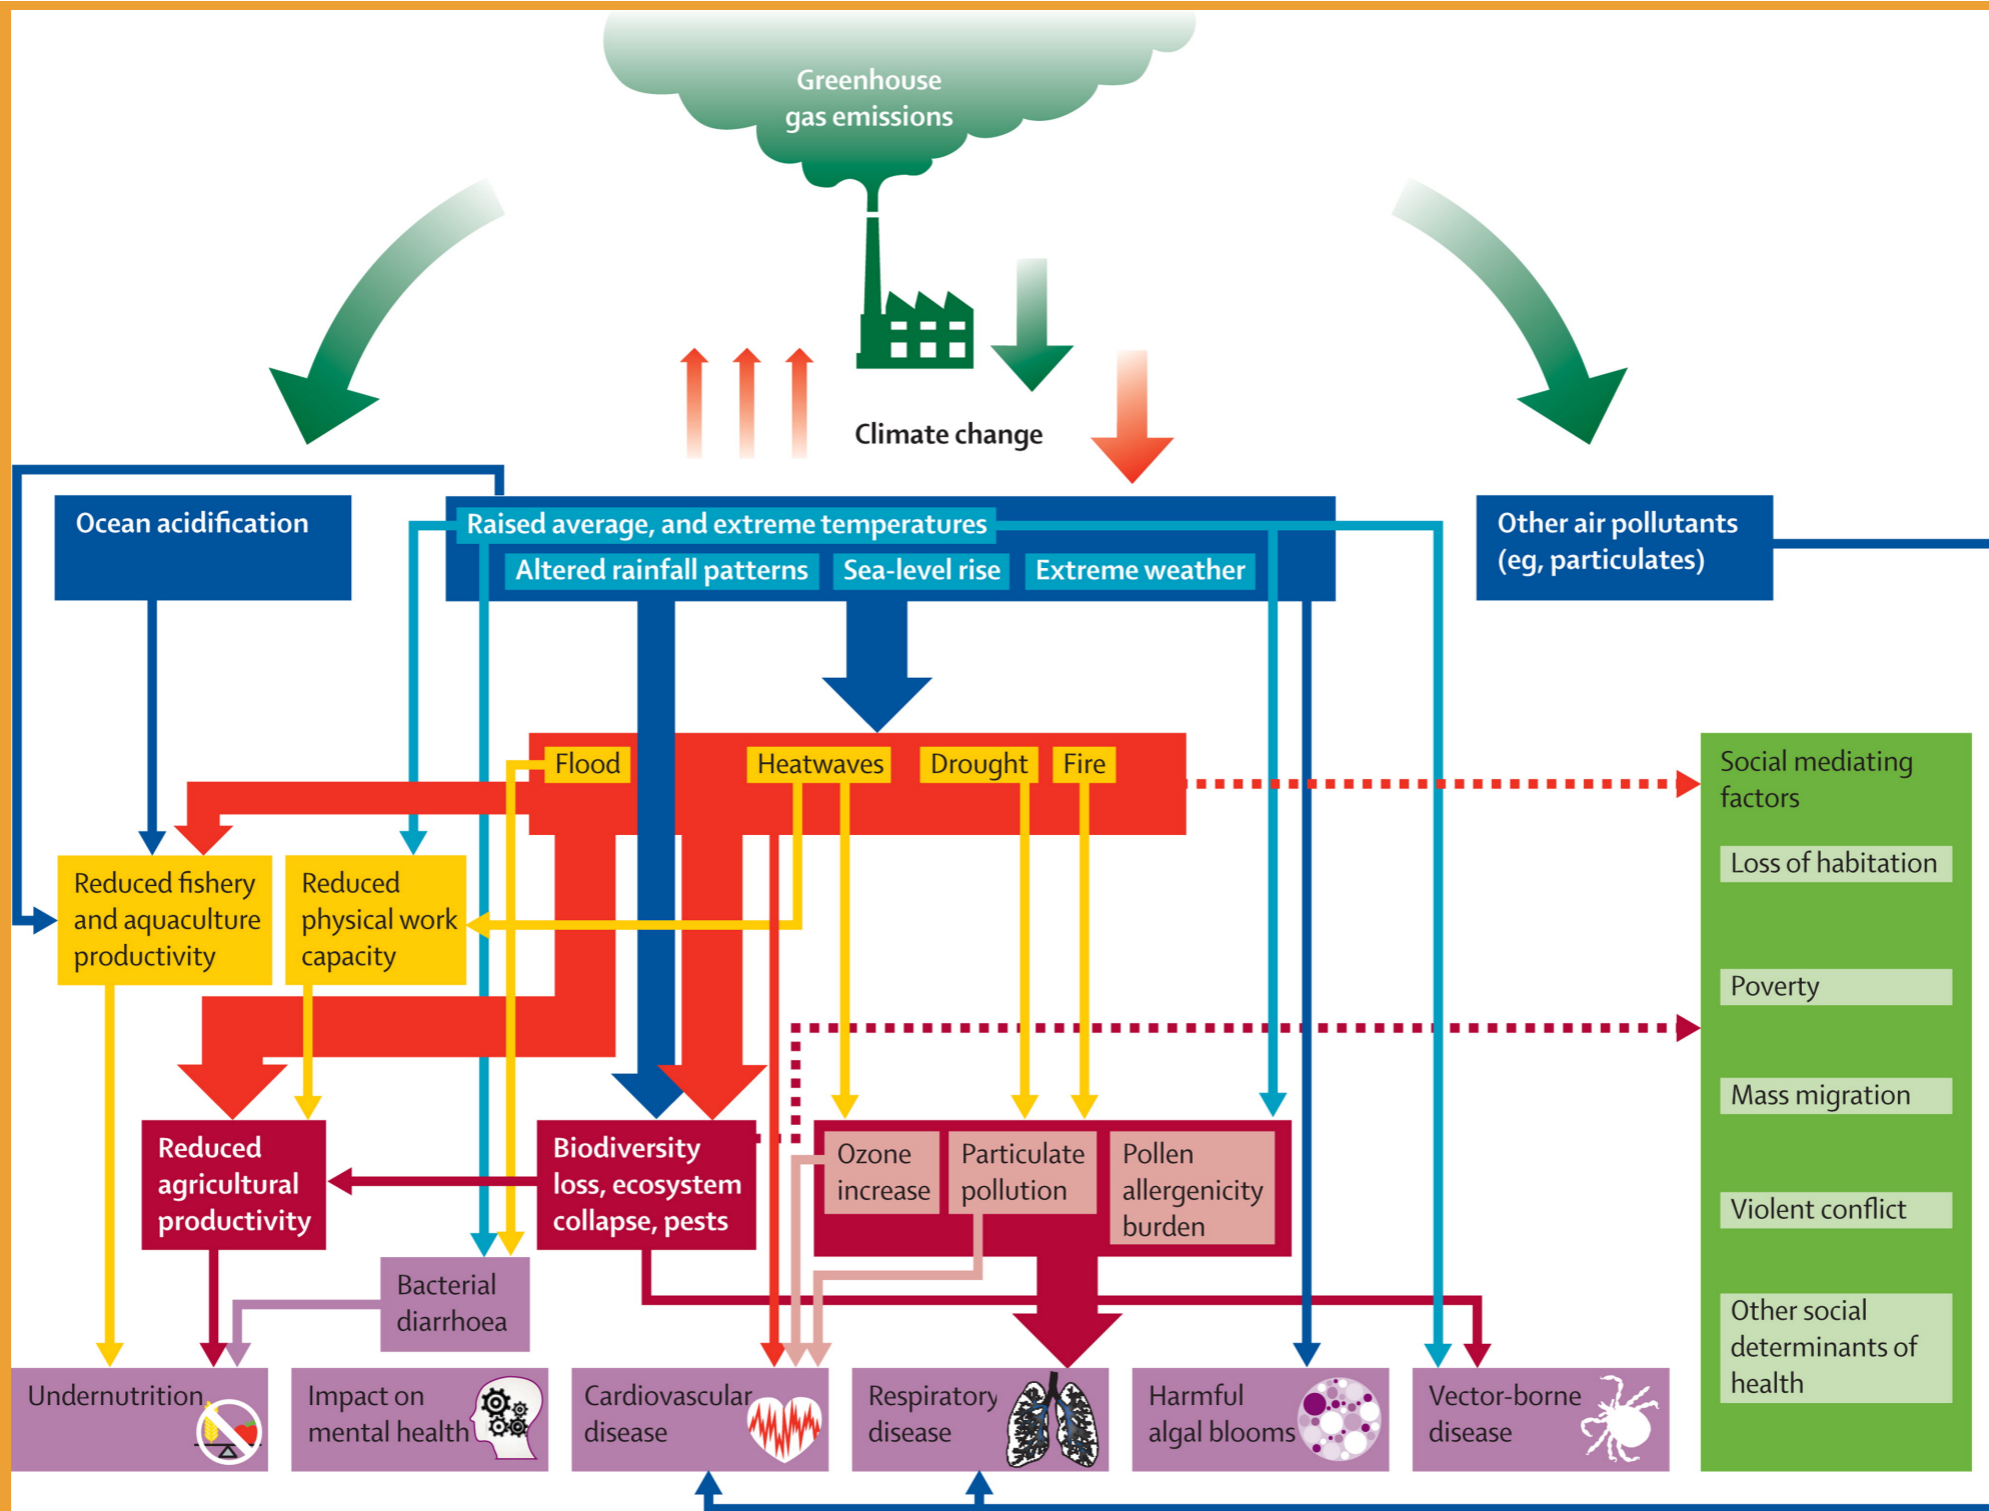 Greenhouse
gas emissions
Climate change
Ocean acidification
Raised average, and extreme temperatures
Altered rainfall patterns
Sea-level rise
Extreme weather
Other air pollutants
(eg, particulates)
Flood
Heatwaves
Drought
Fire
Social mediating
factors
Loss of habitation
Poverty
Mass migration
Violent conflict
Other social
determinants of
health
Reduced fishery
and aquaculture
productivity
Reduced
physical work
capacity
Reduced
agricultural
productivity
Biodiversity
loss, ecosystem
collapse, pests
Ozone
increase
Particulate
pollution
Pollen
allergenicity
burden
Bacterial
diarrhoea
Undernutrition
Impact on
mental health
Cardiovascular
disease
Respiratory
disease
Harmful
algal blooms
Vector-borne
disease